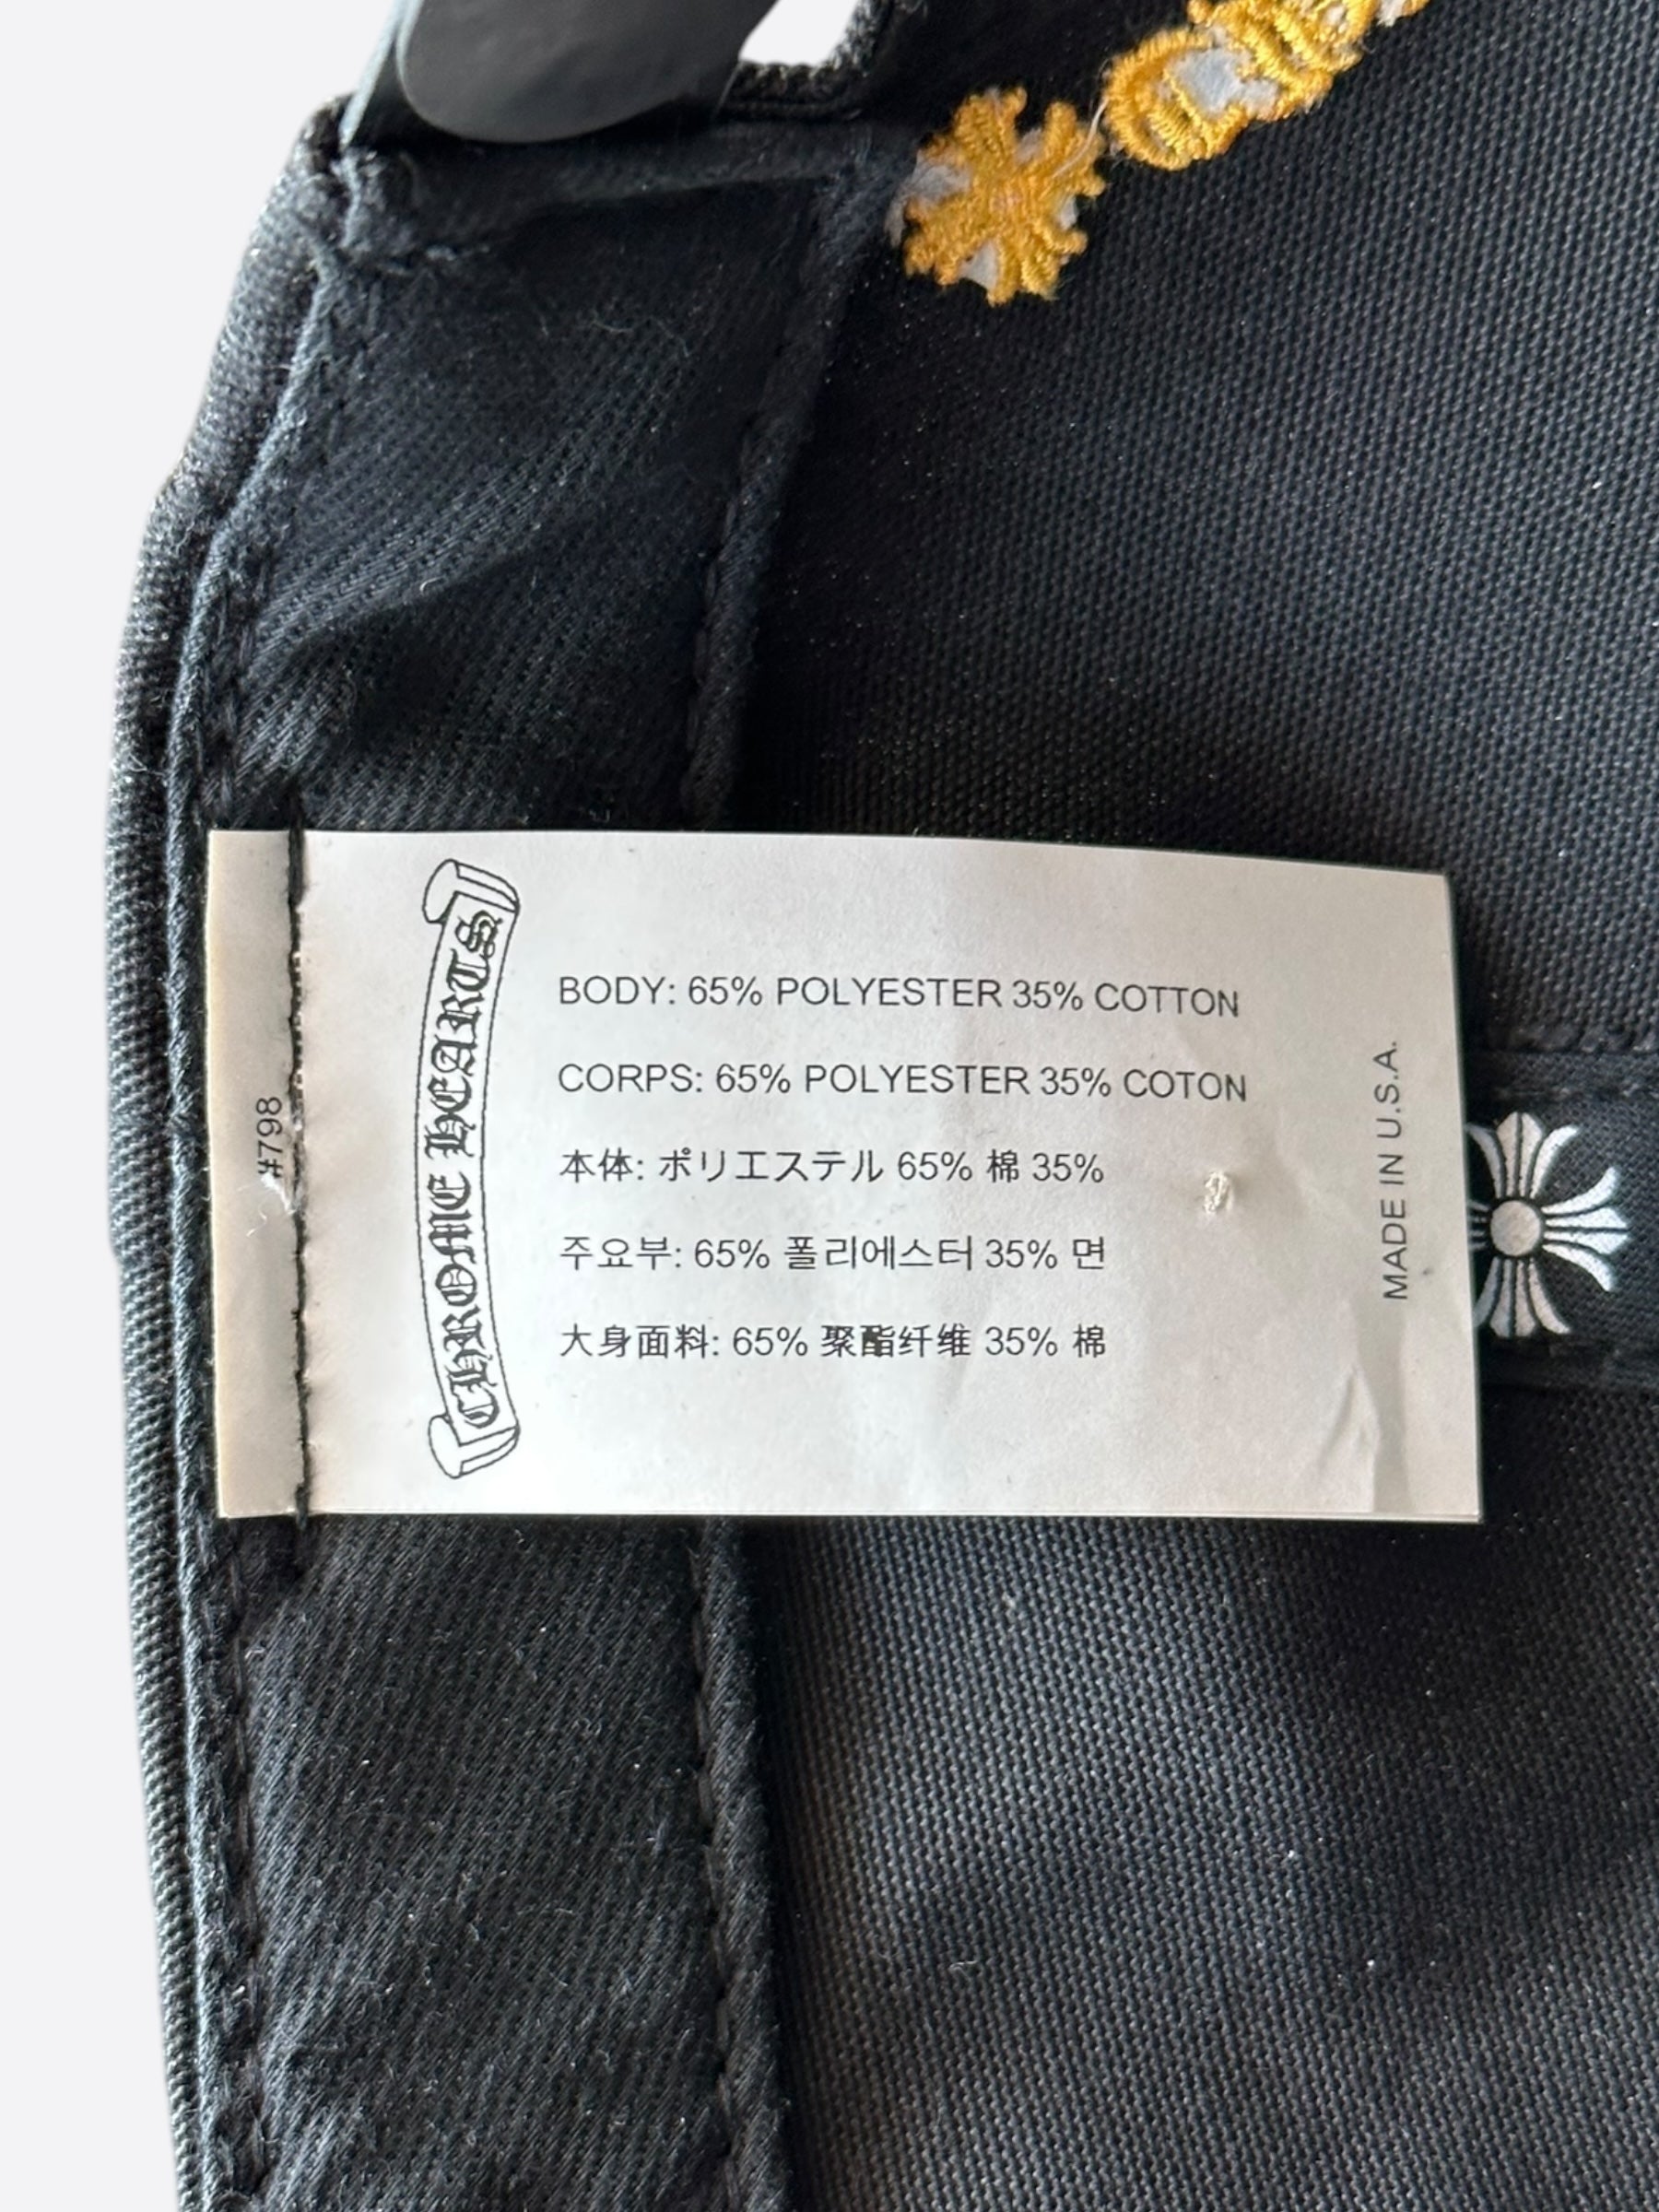 #798
CHROME HEARTS
BODY: 65% POLYESTER 35% COTTON
CORPS: 65% POLYESTER 35% COTON
本体: ポリエステル 65% 棉 35%
주요부: 65% 폴리에스터 35% 면
大身面料: 65% 聚酯纤维 35% 棉
MADE IN U.S.A.